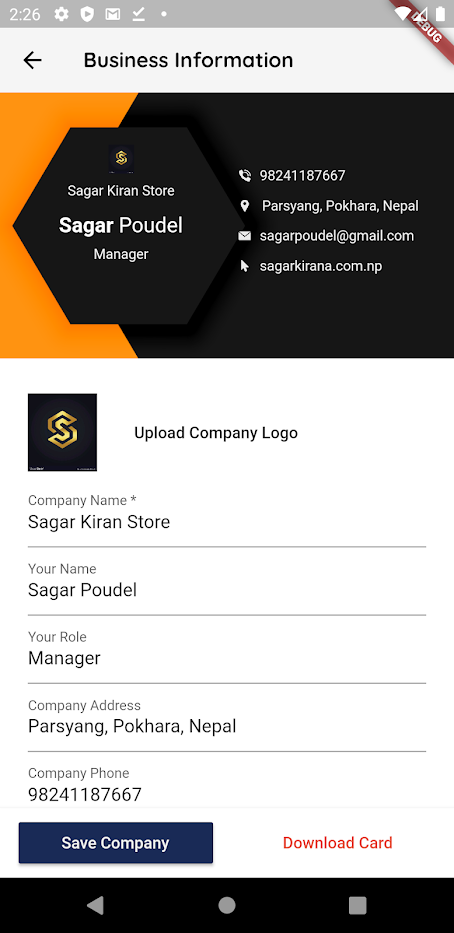 2:26
DEBUG
Business Information
Sagar Kiran Store
Sagar Poudel
Manager
98241187667
Parsyang, Pokhara, Nepal
sagarpoudel@gmail.com
sagarkirana.com.np
Upload Company Logo
Company Name *
Sagar Kiran Store
Your Name
Sagar Poudel
Your Role
Manager
Company Address
Parsyang, Pokhara, Nepal
Company Phone
98241187667
Save Company
Download Card